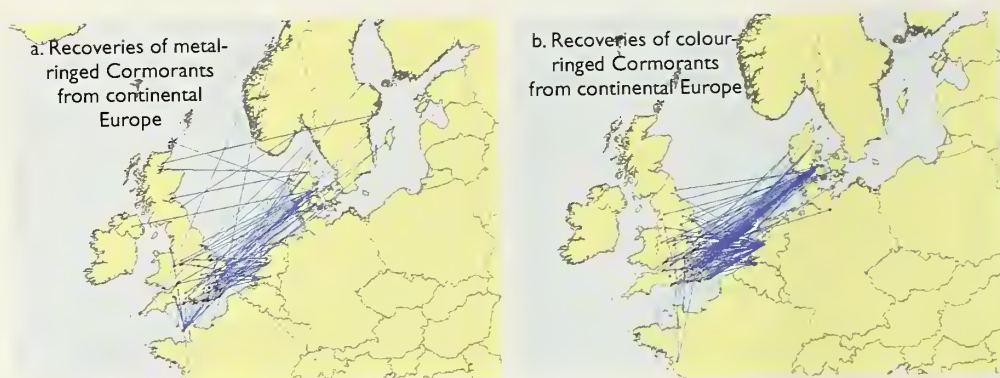 a. Recoveries of metal-
ringed Cormorants
from continental
Europe
b. Recoveries of colour-
ringed Cormorants
from continental Europe